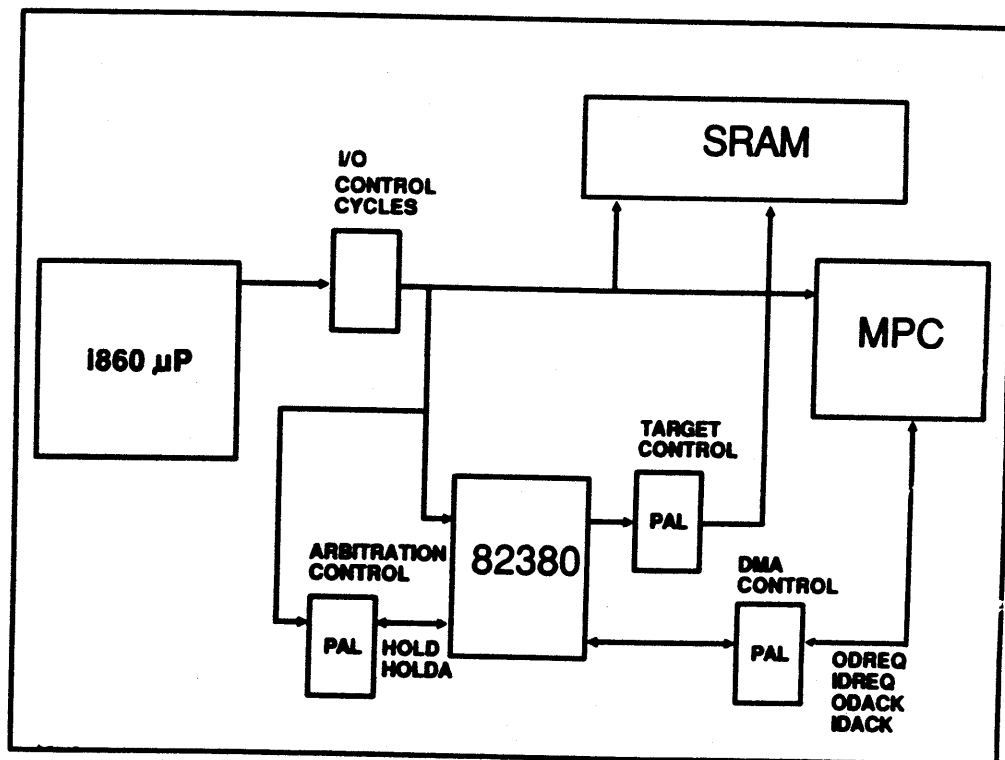 SRAM
I/O
CONTROL
CYCLES
i860 µP
MPC
TARGET
CONTROL
PAL
ARBITRATION
CONTROL
82380
DMA
CONTROL
PAL
HOLD
HOLDA
PAL
ODREQ
IDREQ
ODACK
IDACK